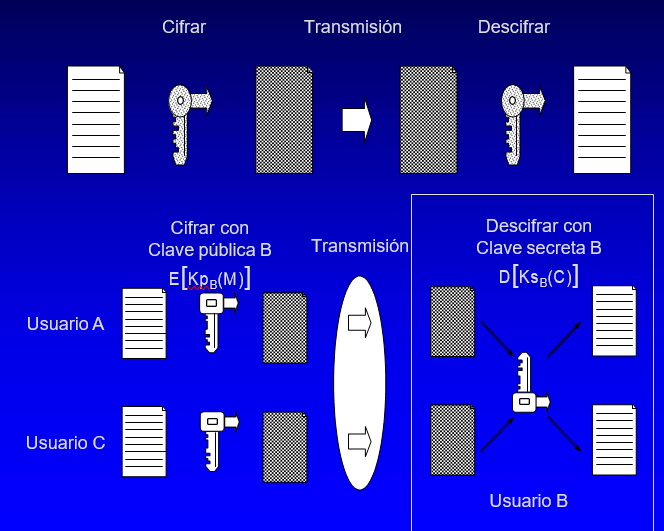 Cifrar
Transmisión
Descifrar
Cifrar con
Clave pública B
E[KpB(M)]
Transmisión
Descifrar con
Clave secreta B
D[KsB(C)]
Usuario A
Usuario C
Usuario B